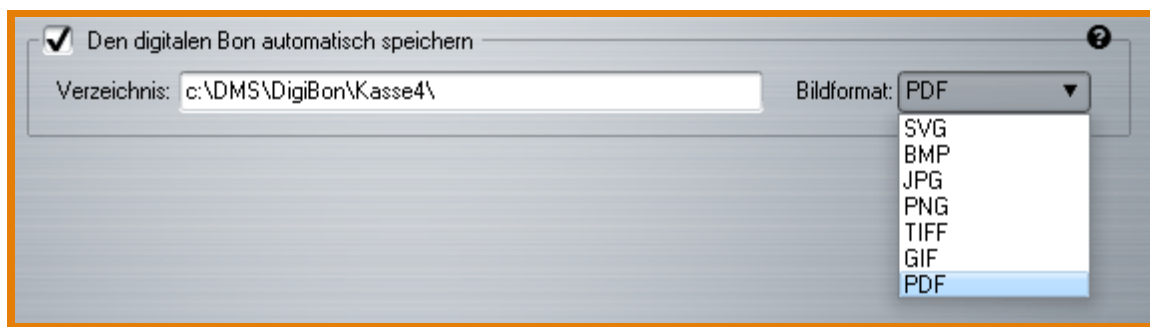 Den digitalen Bon automatisch speichern
?
Verzeichnis: c:\DMS\DigiBon\Kasse4\ Bildformat: PDF
SVG
BMP
JPG
PNG
TIFF
GIF
PDF